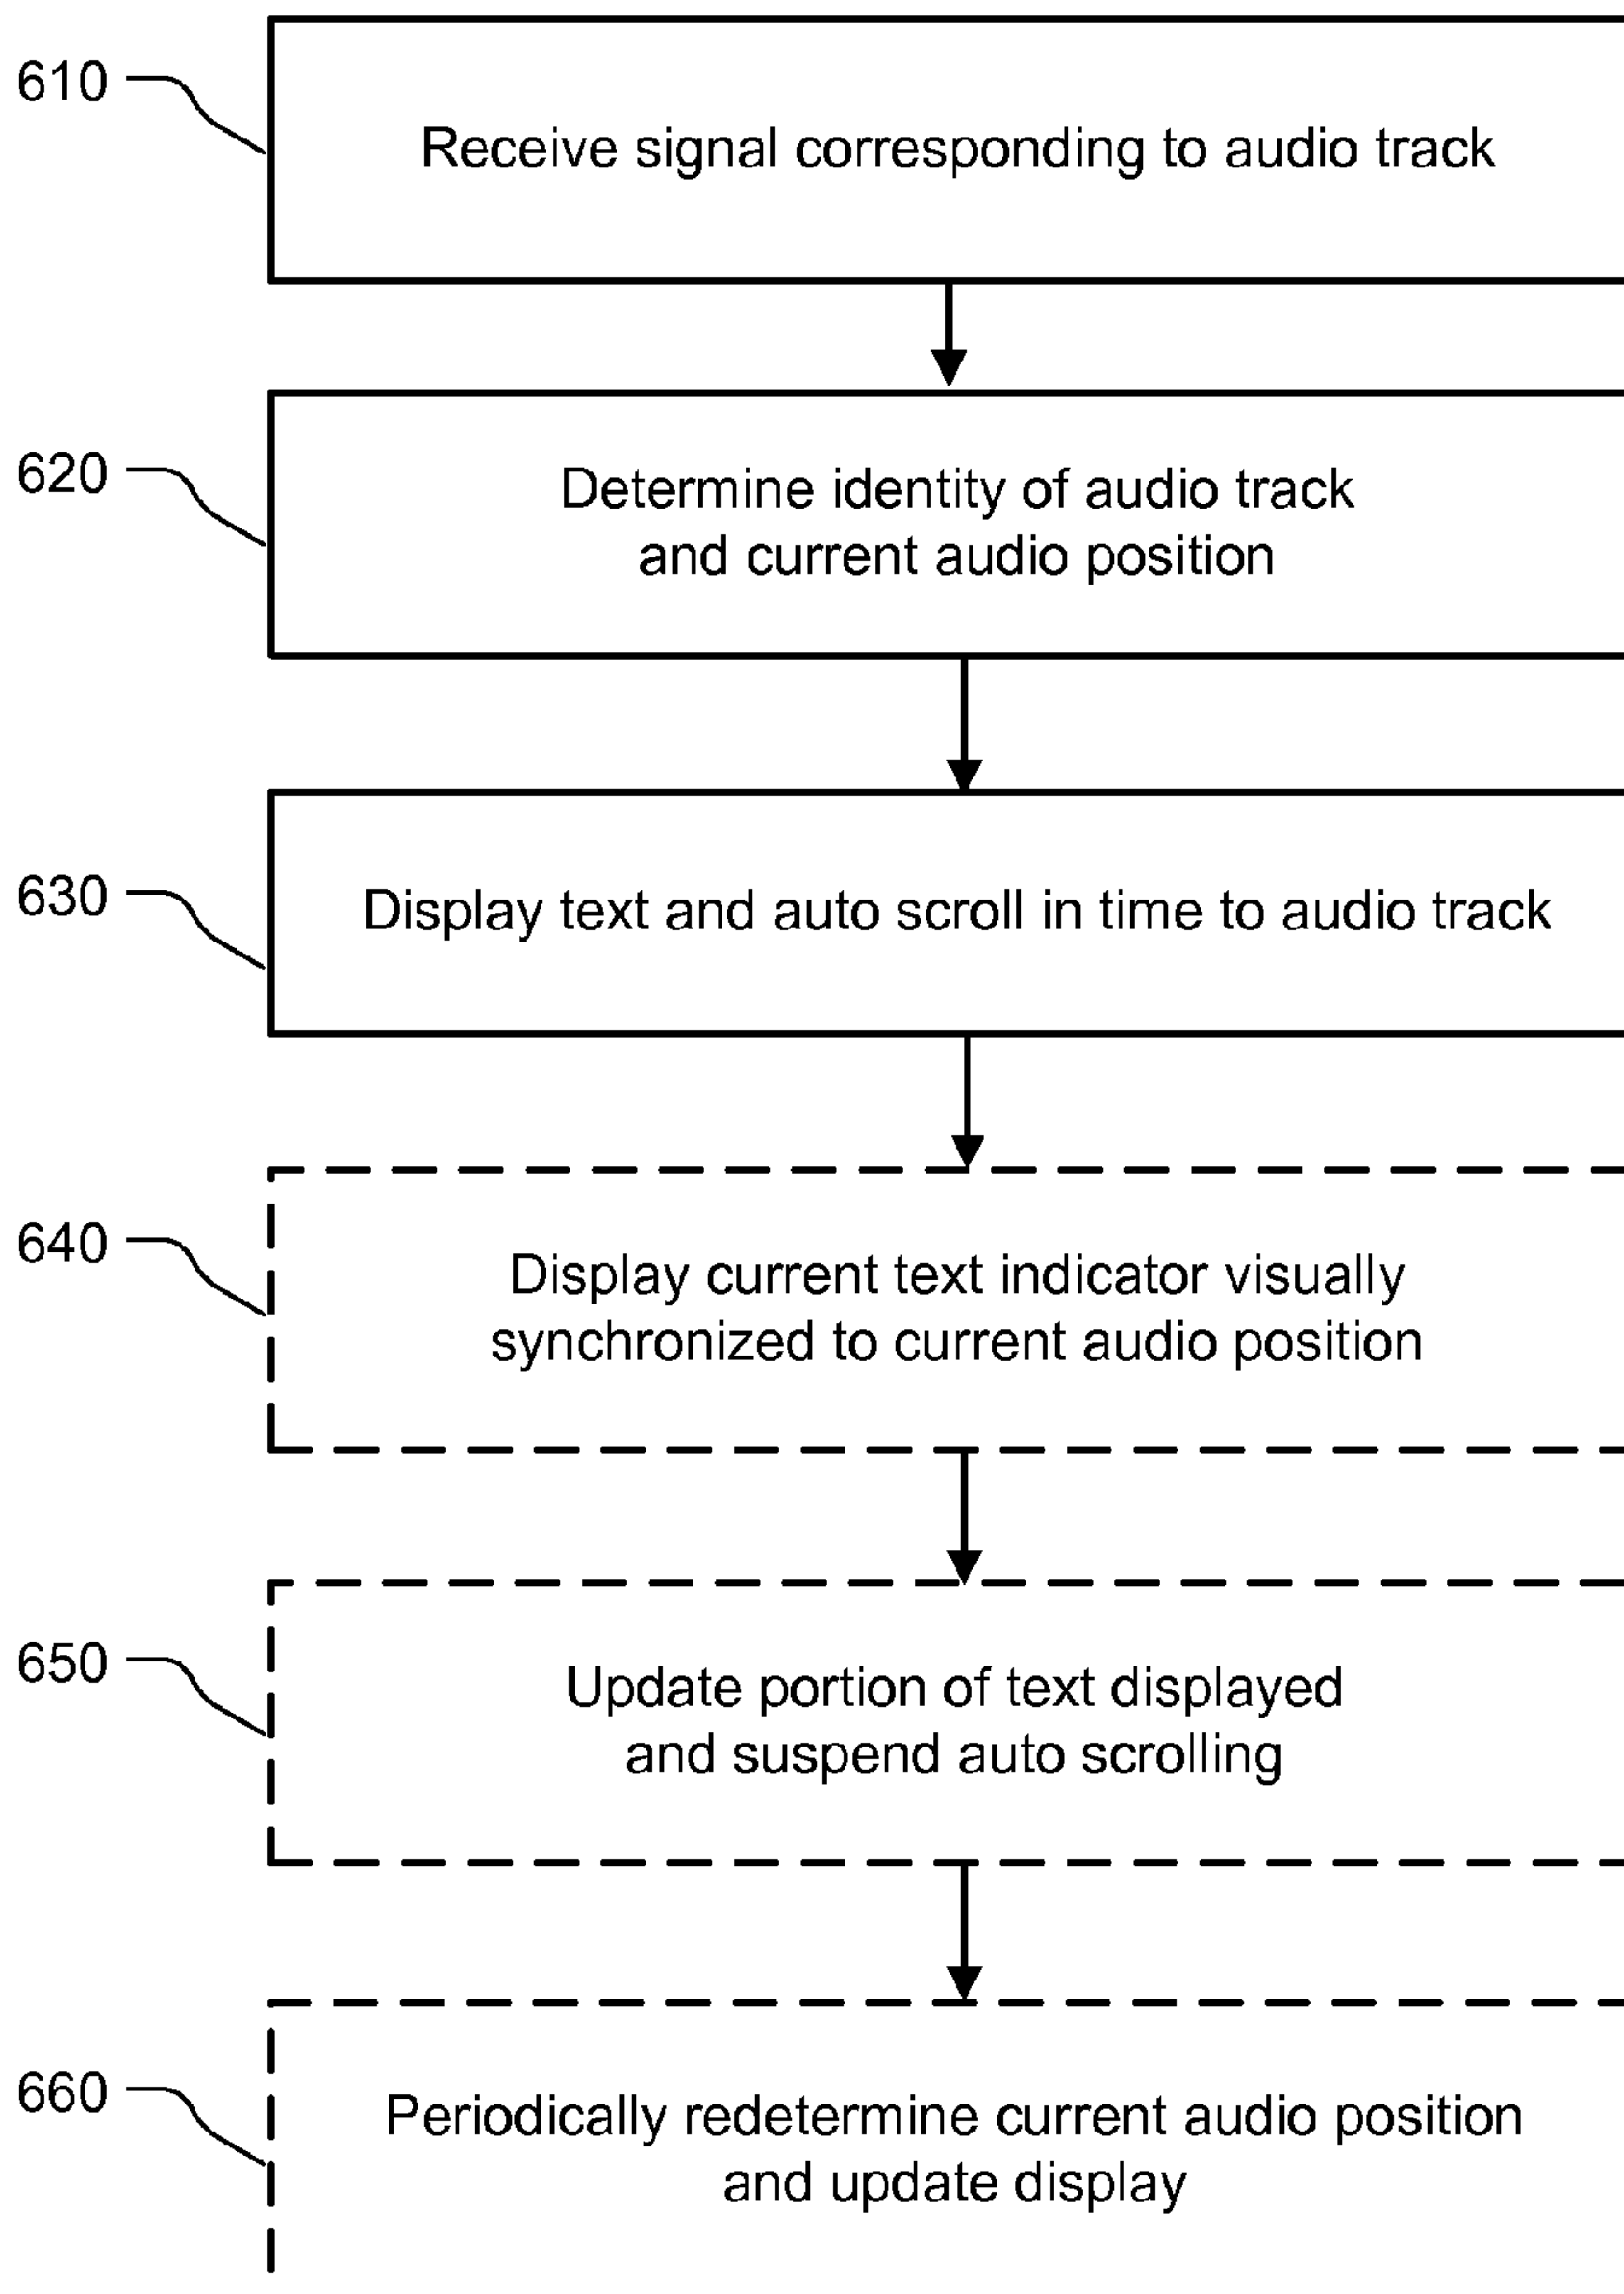 610
Receive signal corresponding to audio track
620
Determine identity of audio track
and current audio position
630
Display text and auto scroll in time to audio track
640
Display current text indicator visually
synchronized to current audio position
650
Update portion of text displayed
and suspend auto scrolling
660
Periodically redetermine current audio position
and update display